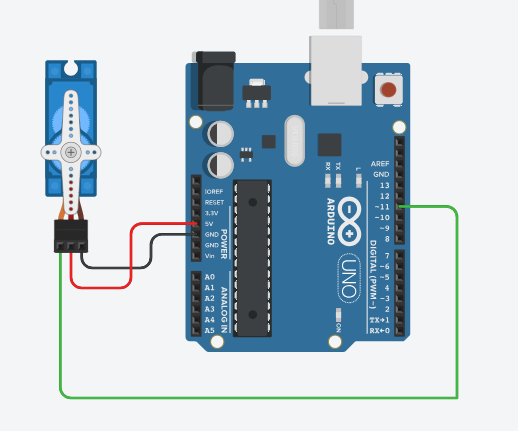 IOREF
RESET
3.3V
5V
GND
GND
Vin
POWER
A0
A1
A2
A3
A4
A5
ANALOG IN
RX
TX
L
ARDUINO
UNO
ON
AREF
GND
13
12
~11
~10
~9
8
7
~6
~5
4
~3
2
TX→1
RX←0
DIGITAL (PWM~)